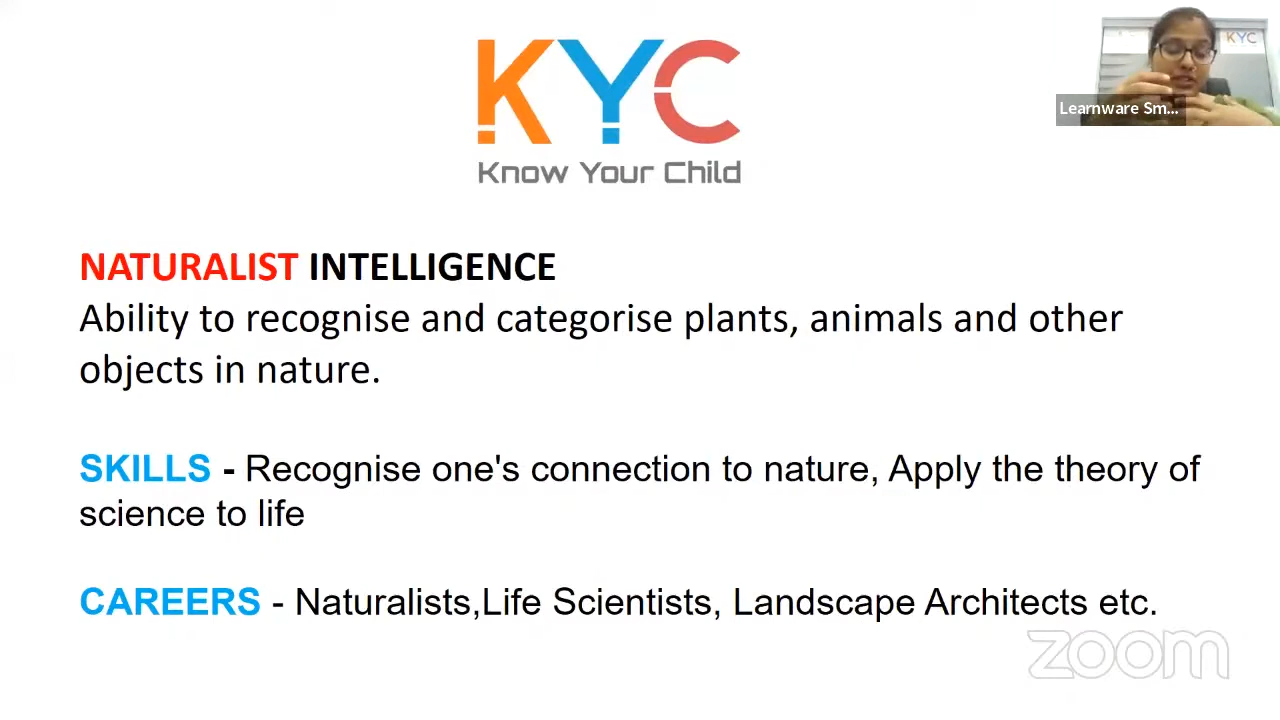 KYC
Know Your Child
KYC
Learnware Sm...
NATURALIST INTELLIGENCE
Ability to recognise and categorise plants, animals and other
objects in nature.
SKILLS - Recognise one's connection to nature, Apply the theory of
science to life
CAREERS - Naturalists,Life Scientists, Landscape Architects etc.
zoom